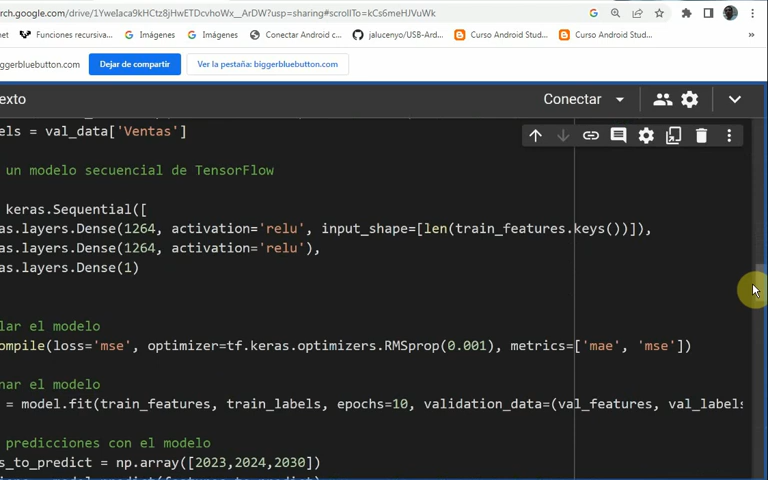 rch.google.com/drive/1YweIaca9kHCtz8jHwETDcvhoWx__ArDW?usp=sharing#scrollTo=kCs6meHJVuWk
net Funciones recursiva... Imágenes Imágenes Conectar Android c... jalucenyo/USB-Ard... Curso Android Stud... Curso Android Stud... »
ggerbluebutton.com Dejar de compartir Ver la pestaña: biggerbluebutton.com
exto Conectar
els = val_data['Ventas']
un modelo secuencial de TensorFlow
keras.Sequential([
as.layers.Dense(1264, activation='relu', input_shape=[len(train_features.keys())]),
as.layers.Dense(1264, activation='relu'),
as.layers.Dense(1)
lar el modelo
ompile(loss='mse', optimizer=tf.keras.optimizers.RMSprop(0.001), metrics=['mae', 'mse'])
nar el modelo
= model.fit(train_features, train_labels, epochs=10, validation_data=(val_features, val_labels
predicciones con el modelo
s_to_predict = np.array([2023,2024,2030])